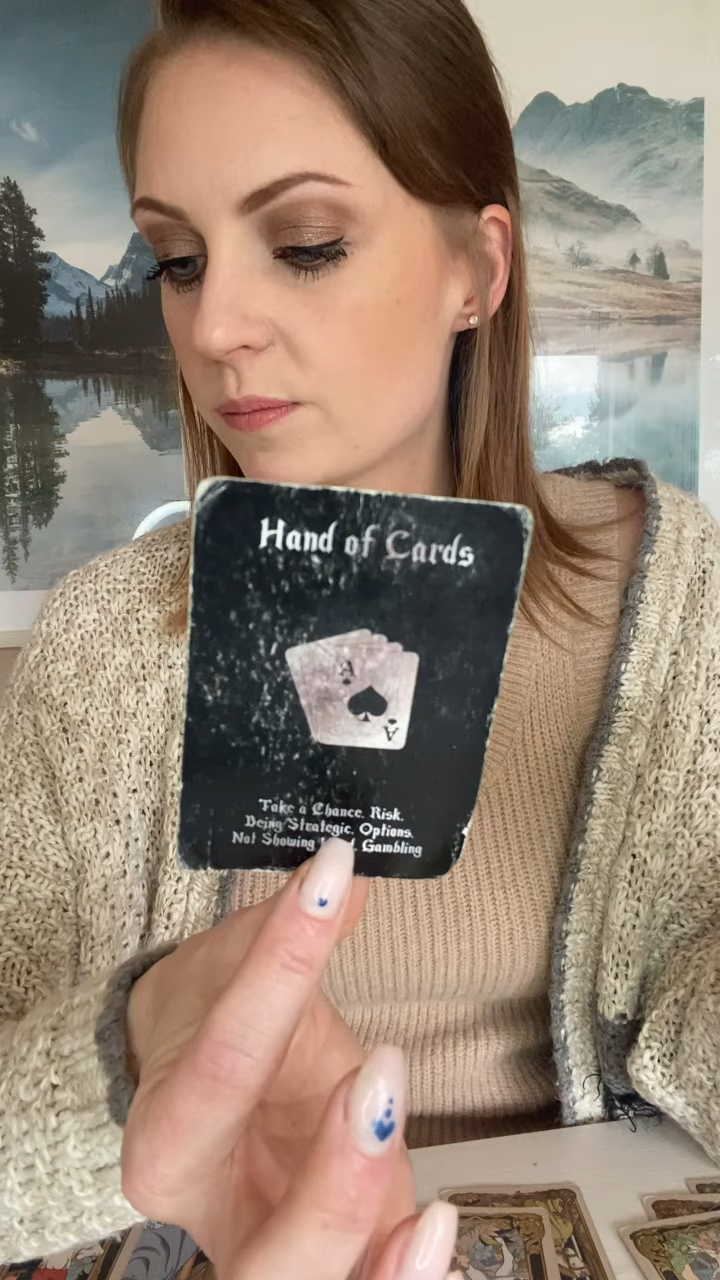 Hand of Cards
A
A
Take a Chance, Risk,
Being Strategic, Options,
Not Showing Gambling